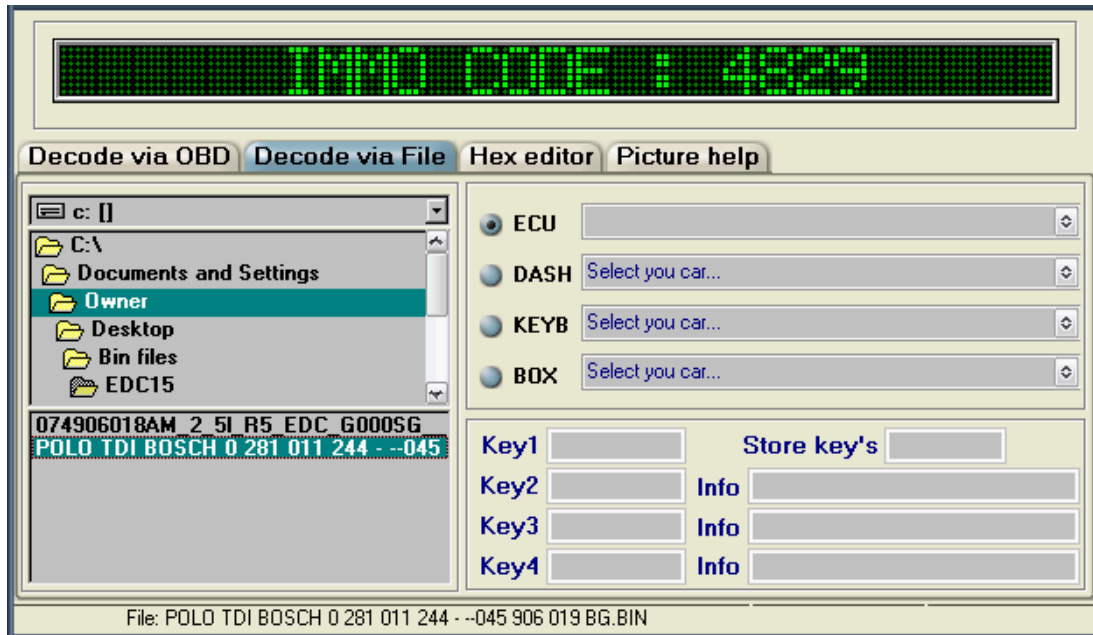 IMMO CODE : 4829
Decode via OBD Decode via File Hex editor Picture help
c: []
C:\
Documents and Settings
Owner
Desktop
Bin files
EDC15
074906018AM_2_5l_R5_EDC_G000SG__
POLO TDI BOSCH 0 281 011 244 - --045
ECU
DASH Select you car...
KEYB Select you car...
BOX Select you car...
Key1 Store key's
Key2 Info
Key3 Info
Key4 Info
File: POLO TDI BOSCH 0 281 011 244 - --045 906 019 BG.BIN